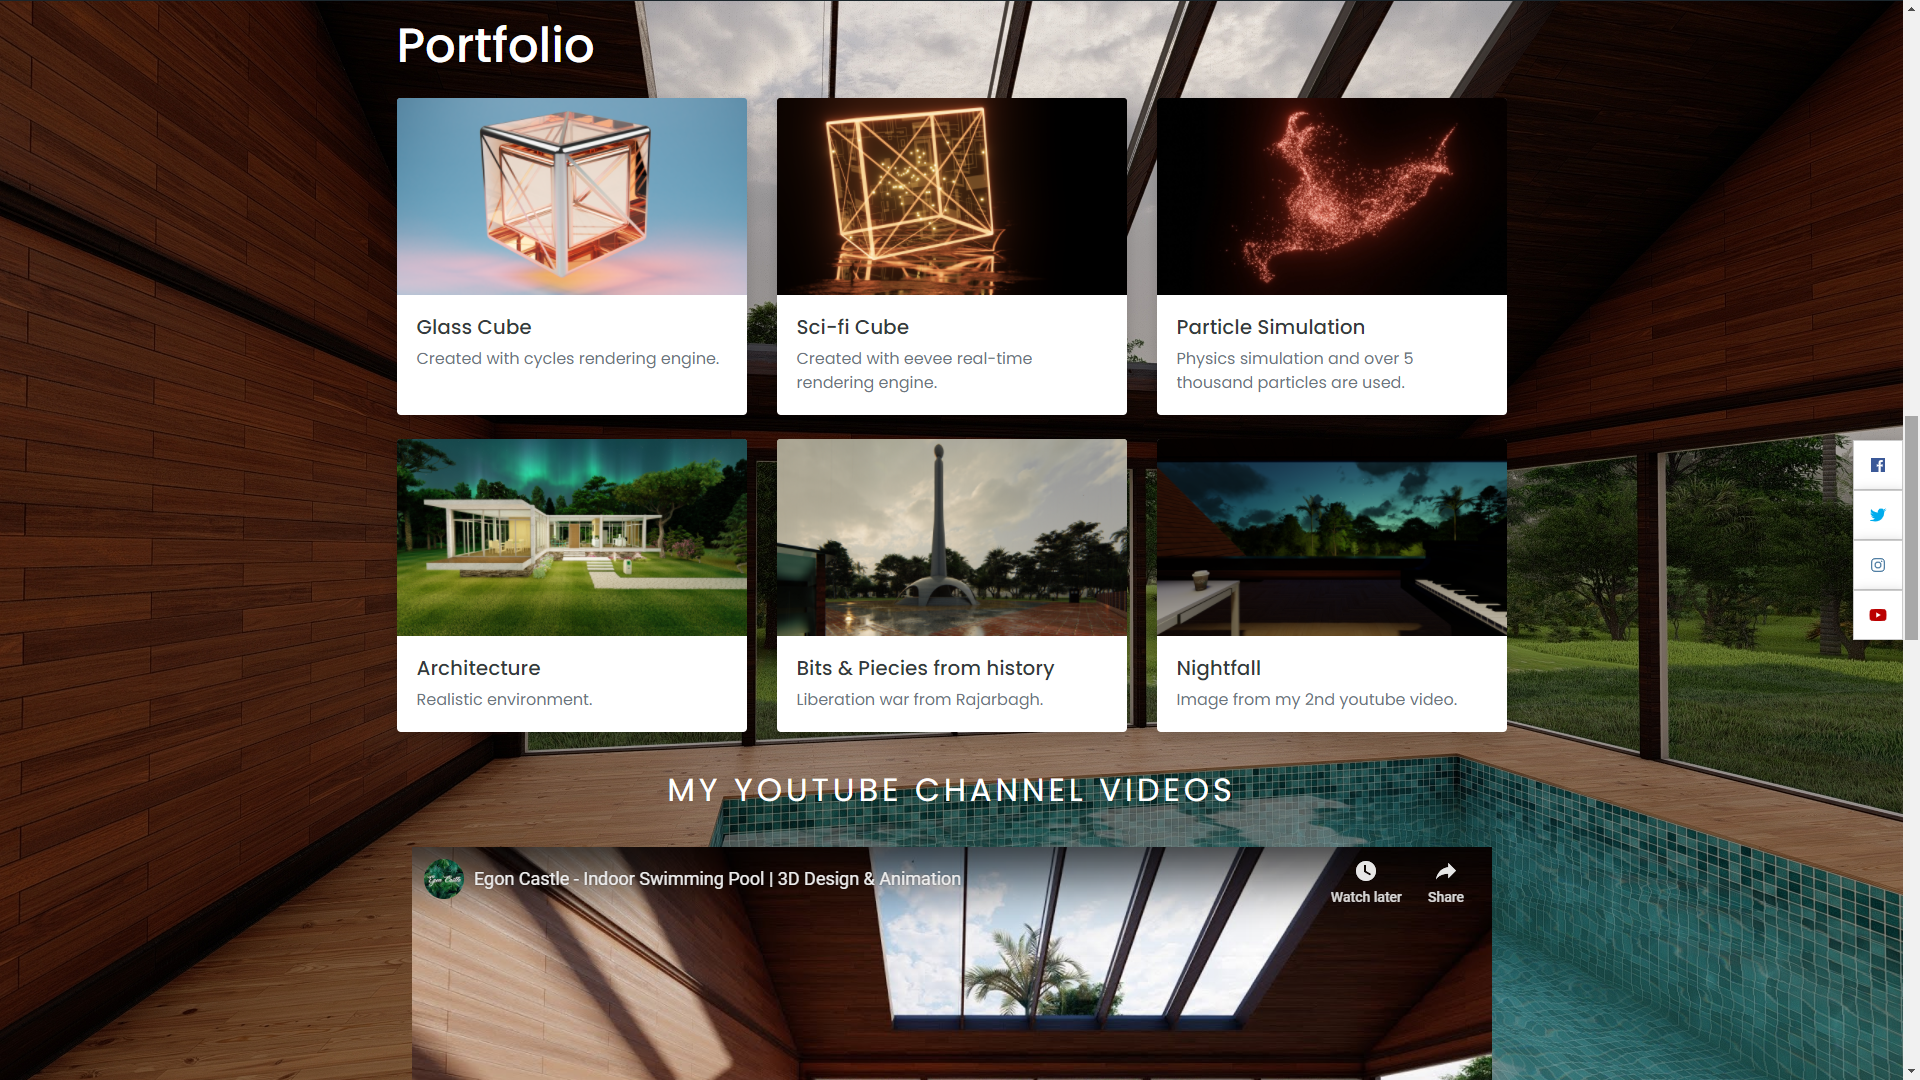 Portfolio
Glass Cube
Created with cycles rendering engine.
Sci-fi Cube
Created with eevee real-time
rendering engine.
Particle Simulation
Physics simulation and over 5
thousand particles are used.
Architecture
Realistic environment.
Bits & Piecies from history
Liberation war from Rajarbagh.
Nightfall
Image from my 2nd youtube video.
MY YOUTUBE CHANNEL VIDEOS
Egon Castle
Egon Castle - Indoor Swimming Pool | 3D Design & Animation
Watch later
Share